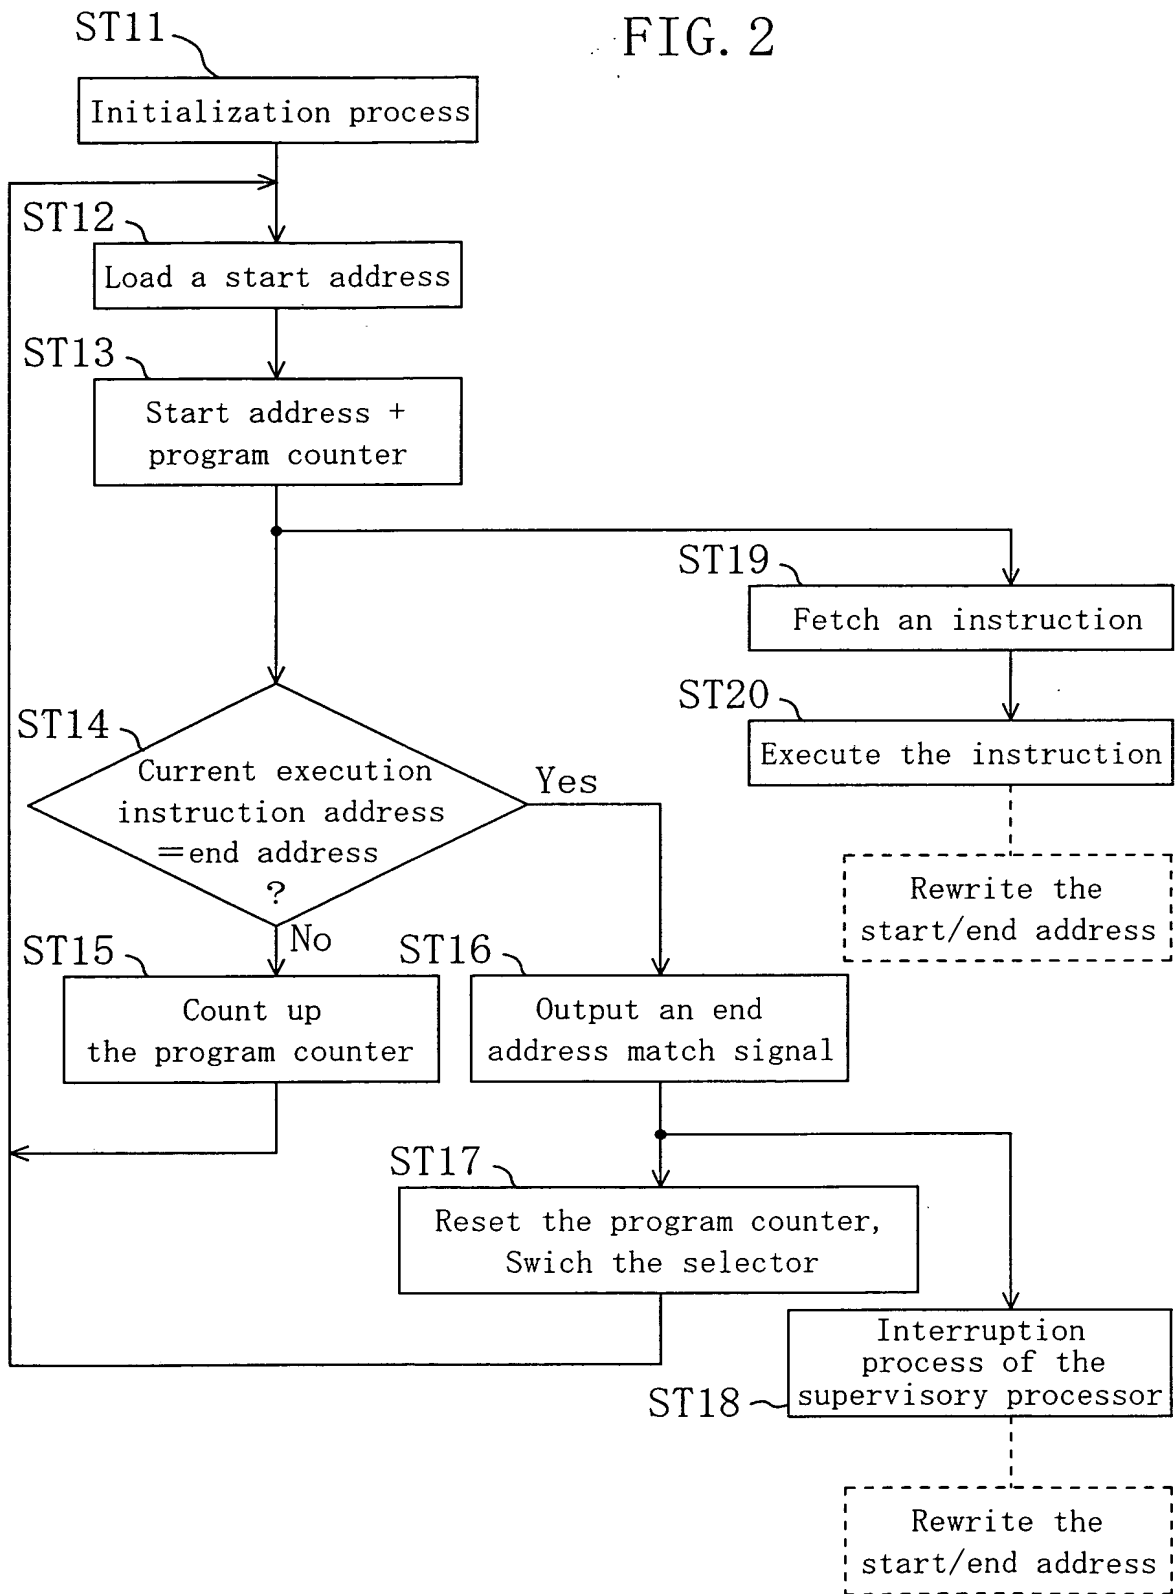 FIG. 2
ST11
Initialization process
ST12
Load a start address
ST13
Start address +
program counter
ST19
Fetch an instruction
ST20
Execute the instruction
Rewrite the
start/end address
ST14
Current execution
instruction address
=end address
?
Yes
No
ST15
Count up
the program counter
ST16
Output an end
address match signal
ST17
Reset the program counter,
Swich the selector
ST18
Interruption
process of the
supervisory processor
Rewrite the
start/end address